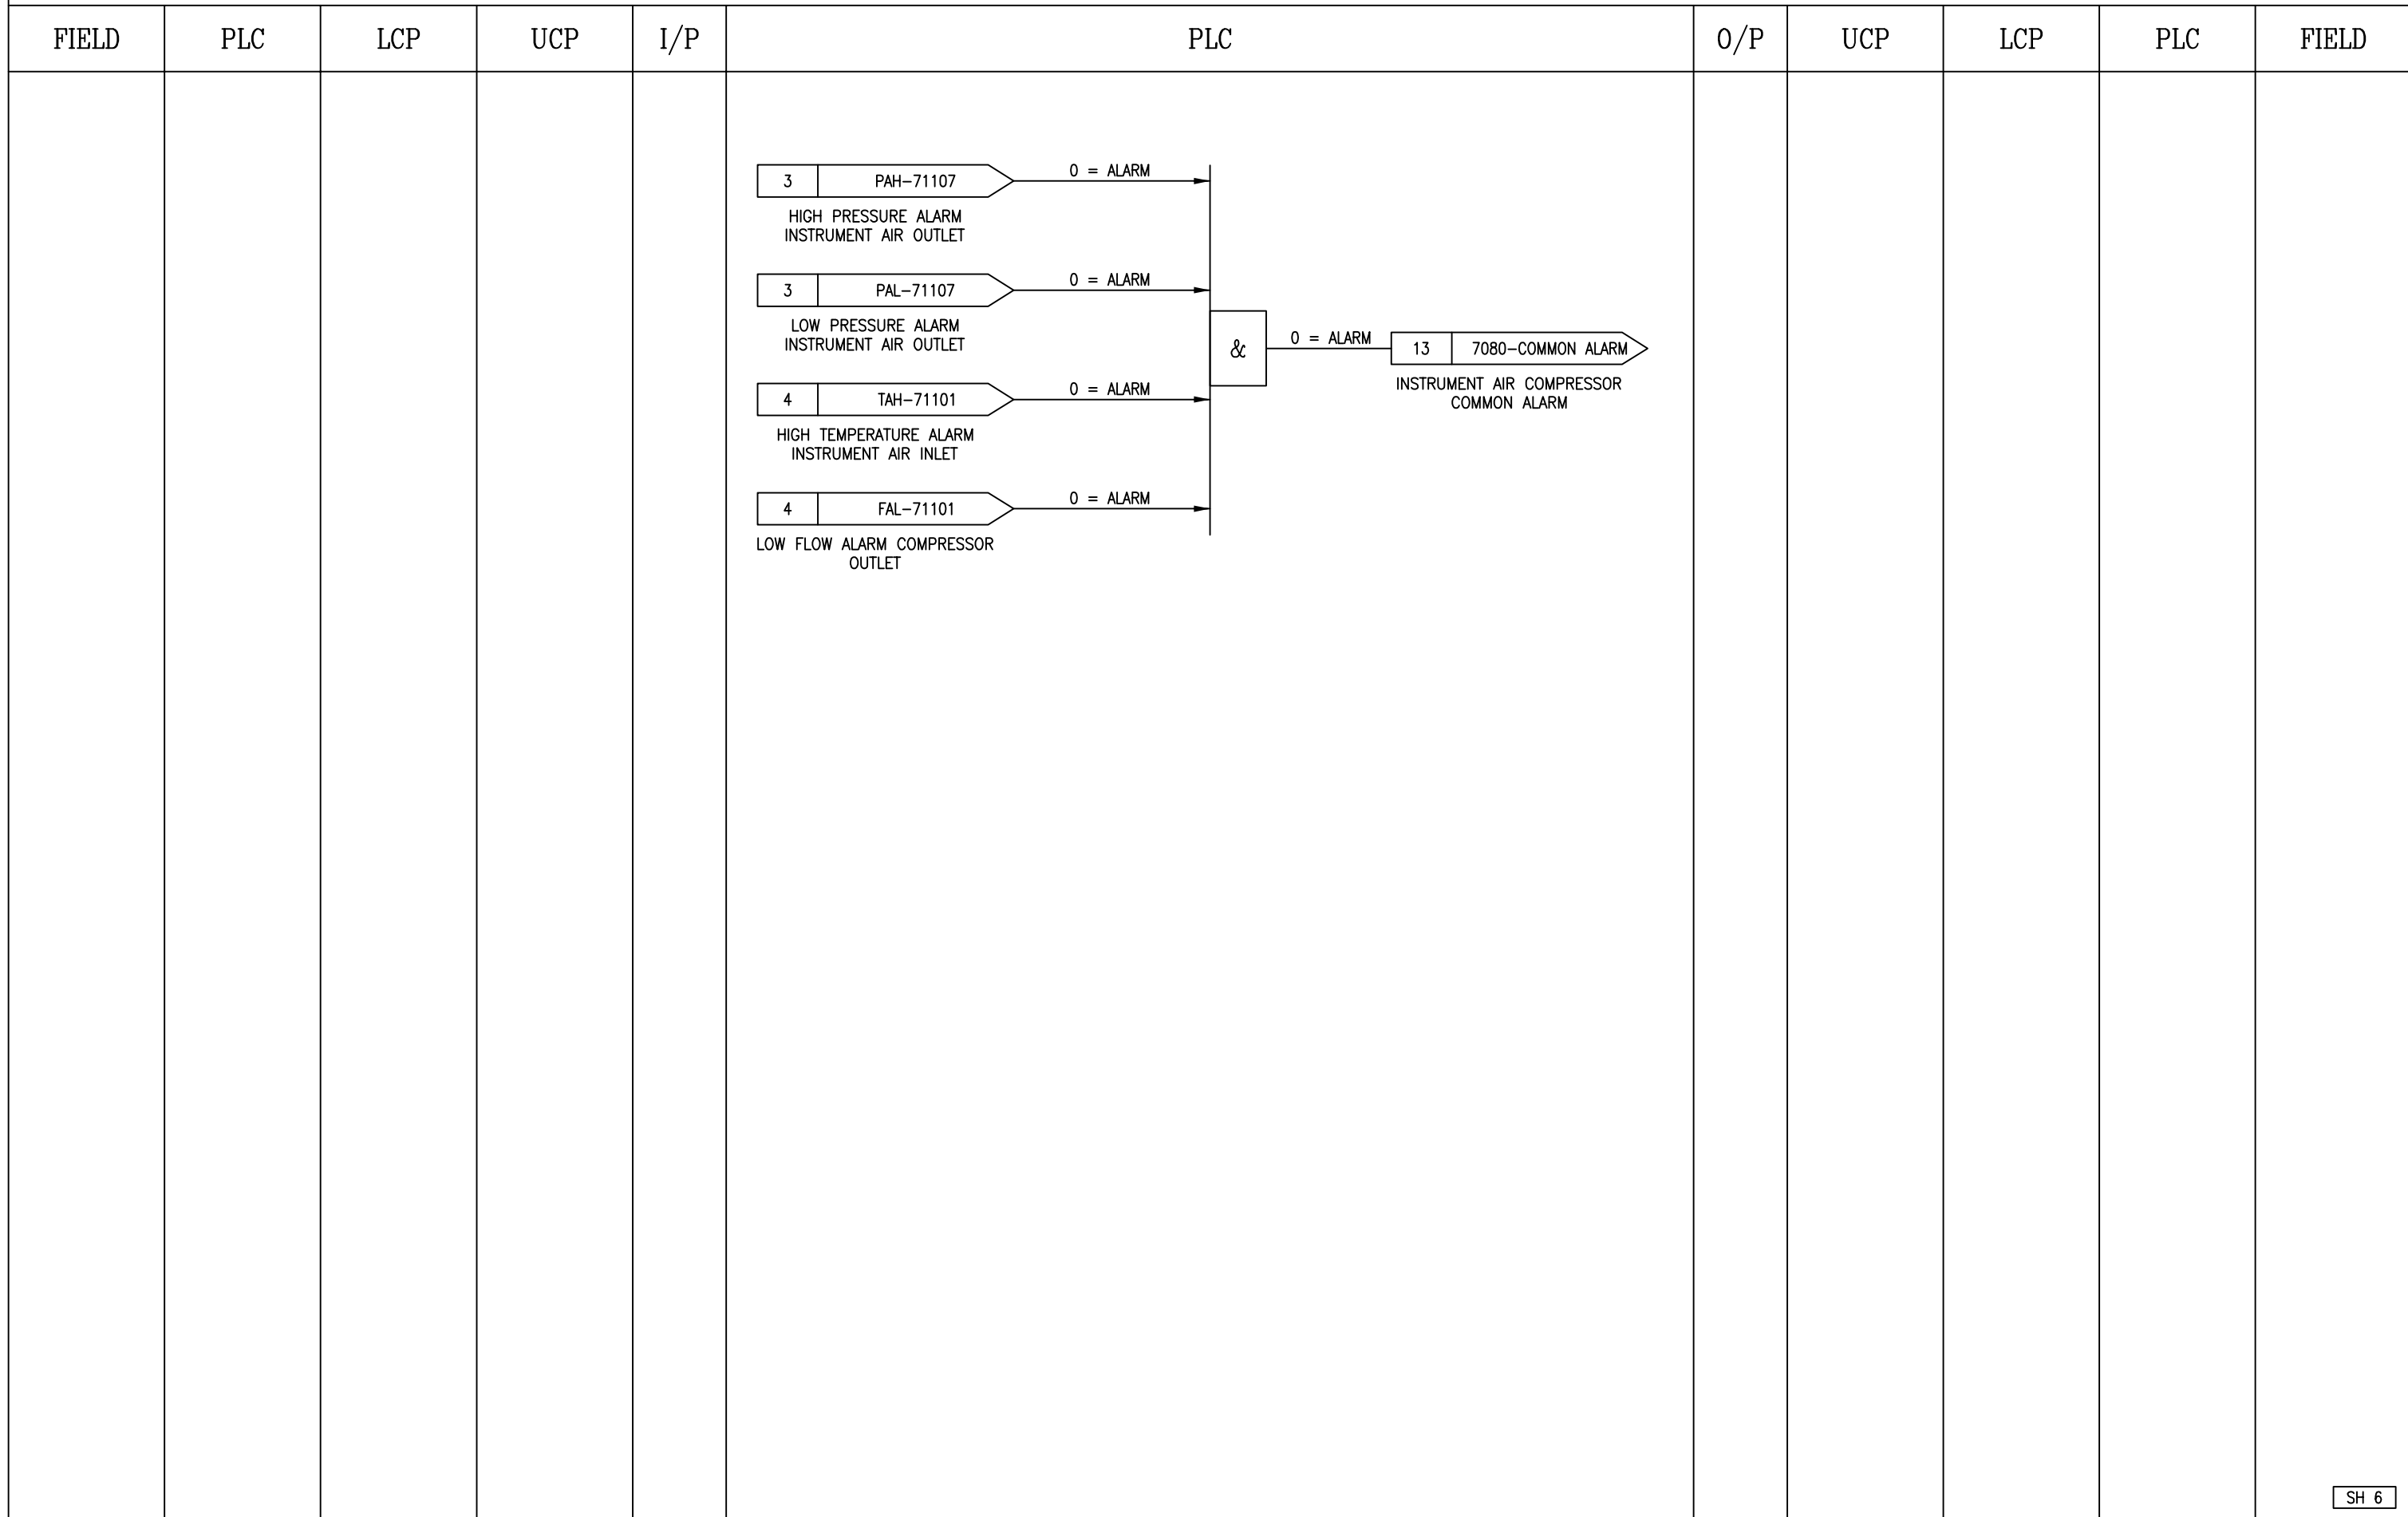 FIELD PLC LCP UCP I/P PLC O/P UCP LCP PLC FIELD
3 PAH-71107 0 = ALARM
HIGH PRESSURE ALARM
INSTRUMENT AIR OUTLET
3 PAL-71107 0 = ALARM
LOW PRESSURE ALARM
INSTRUMENT AIR OUTLET
& 0 = ALARM 13 7080-COMMON ALARM
INSTRUMENT AIR COMPRESSOR
COMMON ALARM
4 TAH-71101 0 = ALARM
HIGH TEMPERATURE ALARM
INSTRUMENT AIR INLET
4 FAL-71101 0 = ALARM
LOW FLOW ALARM COMPRESSOR
OUTLET
SH 6